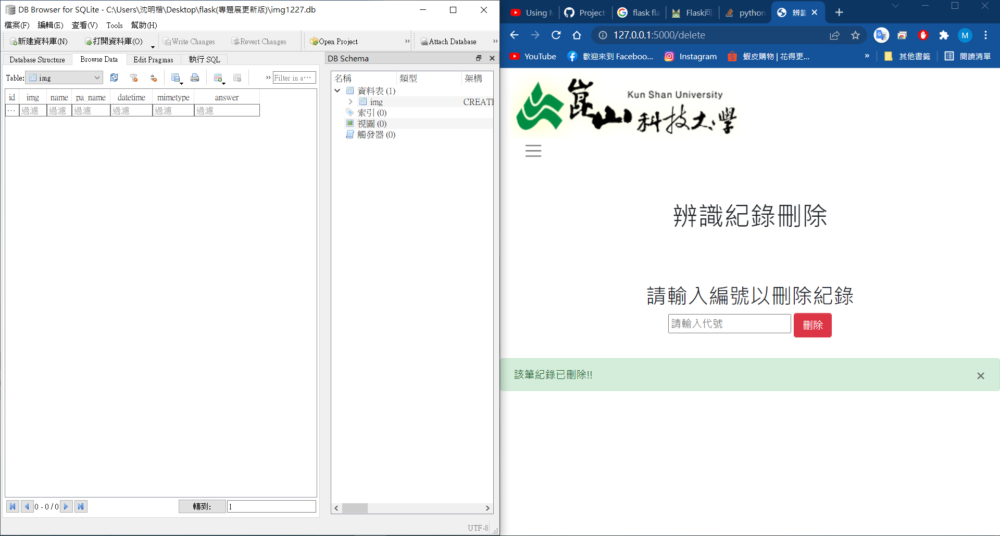 DB Browser for SQLite - C:\Users\沈明楷\Desktop\flask(專題展更新版)\img1227.db
檔案(F) 編輯(E) 查看(V) Tools 幫助(H)
新建資料庫(N) 打開資料庫(O) Write Changes Revert Changes Open Project » Attach Database »
Database Structure Browse Data Edit Pragmas 執行 SQL
Table: img » Filter in a···
id img name pa_name datetime mimetype answer
··· 過濾 過濾 過濾 過濾 過濾 過濾
0 - 0 / 0 轉到: 1
DB Schema
名稱 類型 架構
資料表 (1)
img CREATE
索引 (0)
視圖 (0)
觸發器 (0)
UTF-8
Using Project flask fla Flask问 python 辨識
127.0.0.1:5000/delete M
YouTube 歡迎來到 Faceboo... Instagram 蝦皮購物 | 花得更... » 其他書籤 閱讀清單
Kun Shan University
崑山科技大學
辨識紀錄刪除
請輸入編號以刪除紀錄
請輸入代號 刪除
該筆紀錄已刪除!! ×